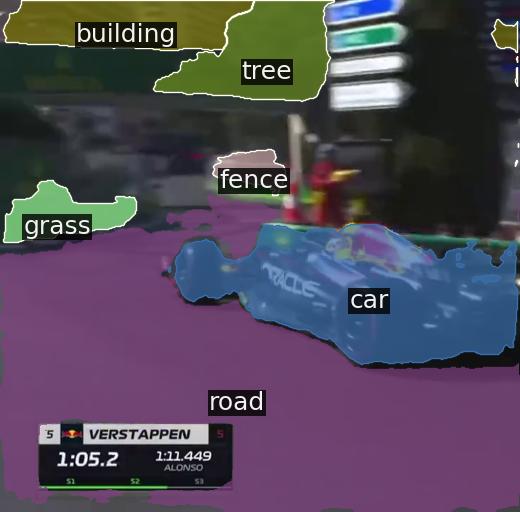 building
tree
fence
grass
ORACLE
car
road
5 VERSTAPPEN 5
1:05.2 1:11.449
ALONSO
S1 S2 S3